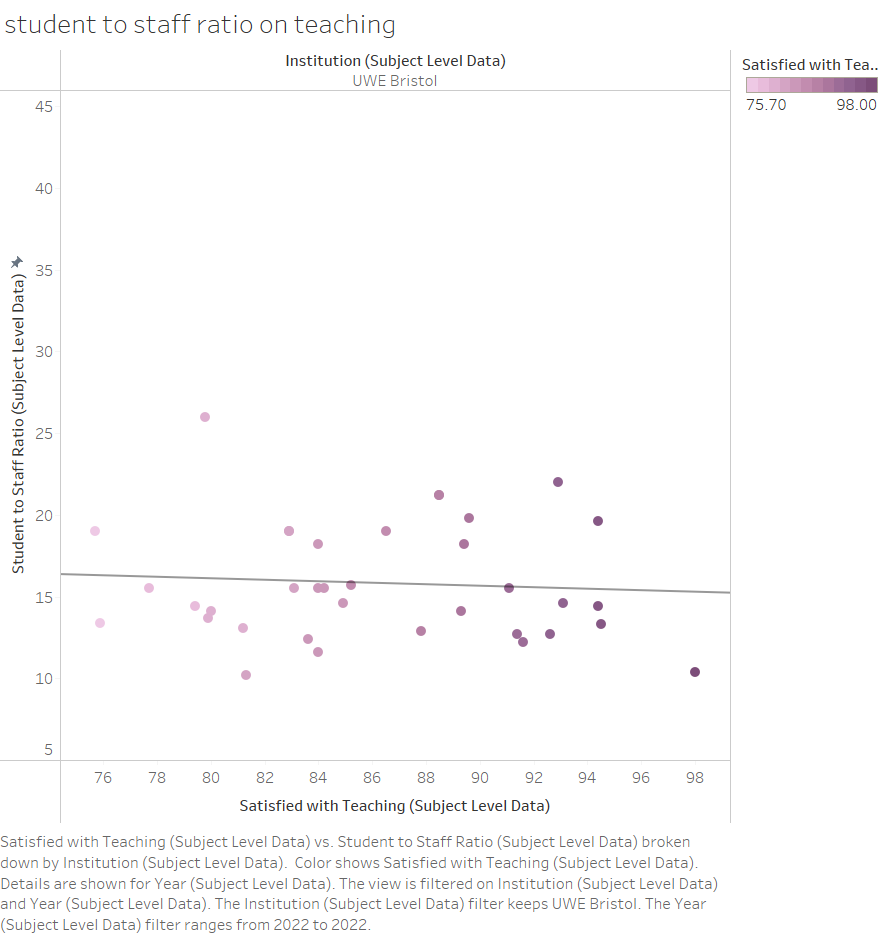 student to staff ratio on teaching
Institution (Subject Level Data)
UWE Bristol
Satisfied with Tea..
75.70 98.00
45
40
35
30
25
20
15
10
5
Student to Staff Ratio (Subject Level Data)
76 78 80 82 84 86 88 90 92 94 96 98
Satisfied with Teaching (Subject Level Data)
Satisfied with Teaching (Subject Level Data) vs. Student to Staff Ratio (Subject Level Data) broken
down by Institution (Subject Level Data). Color shows Satisfied with Teaching (Subject Level Data).
Details are shown for Year (Subject Level Data). The view is filtered on Institution (Subject Level Data)
and Year (Subject Level Data). The Institution (Subject Level Data) filter keeps UWE Bristol. The Year
(Subject Level Data) filter ranges from 2022 to 2022.